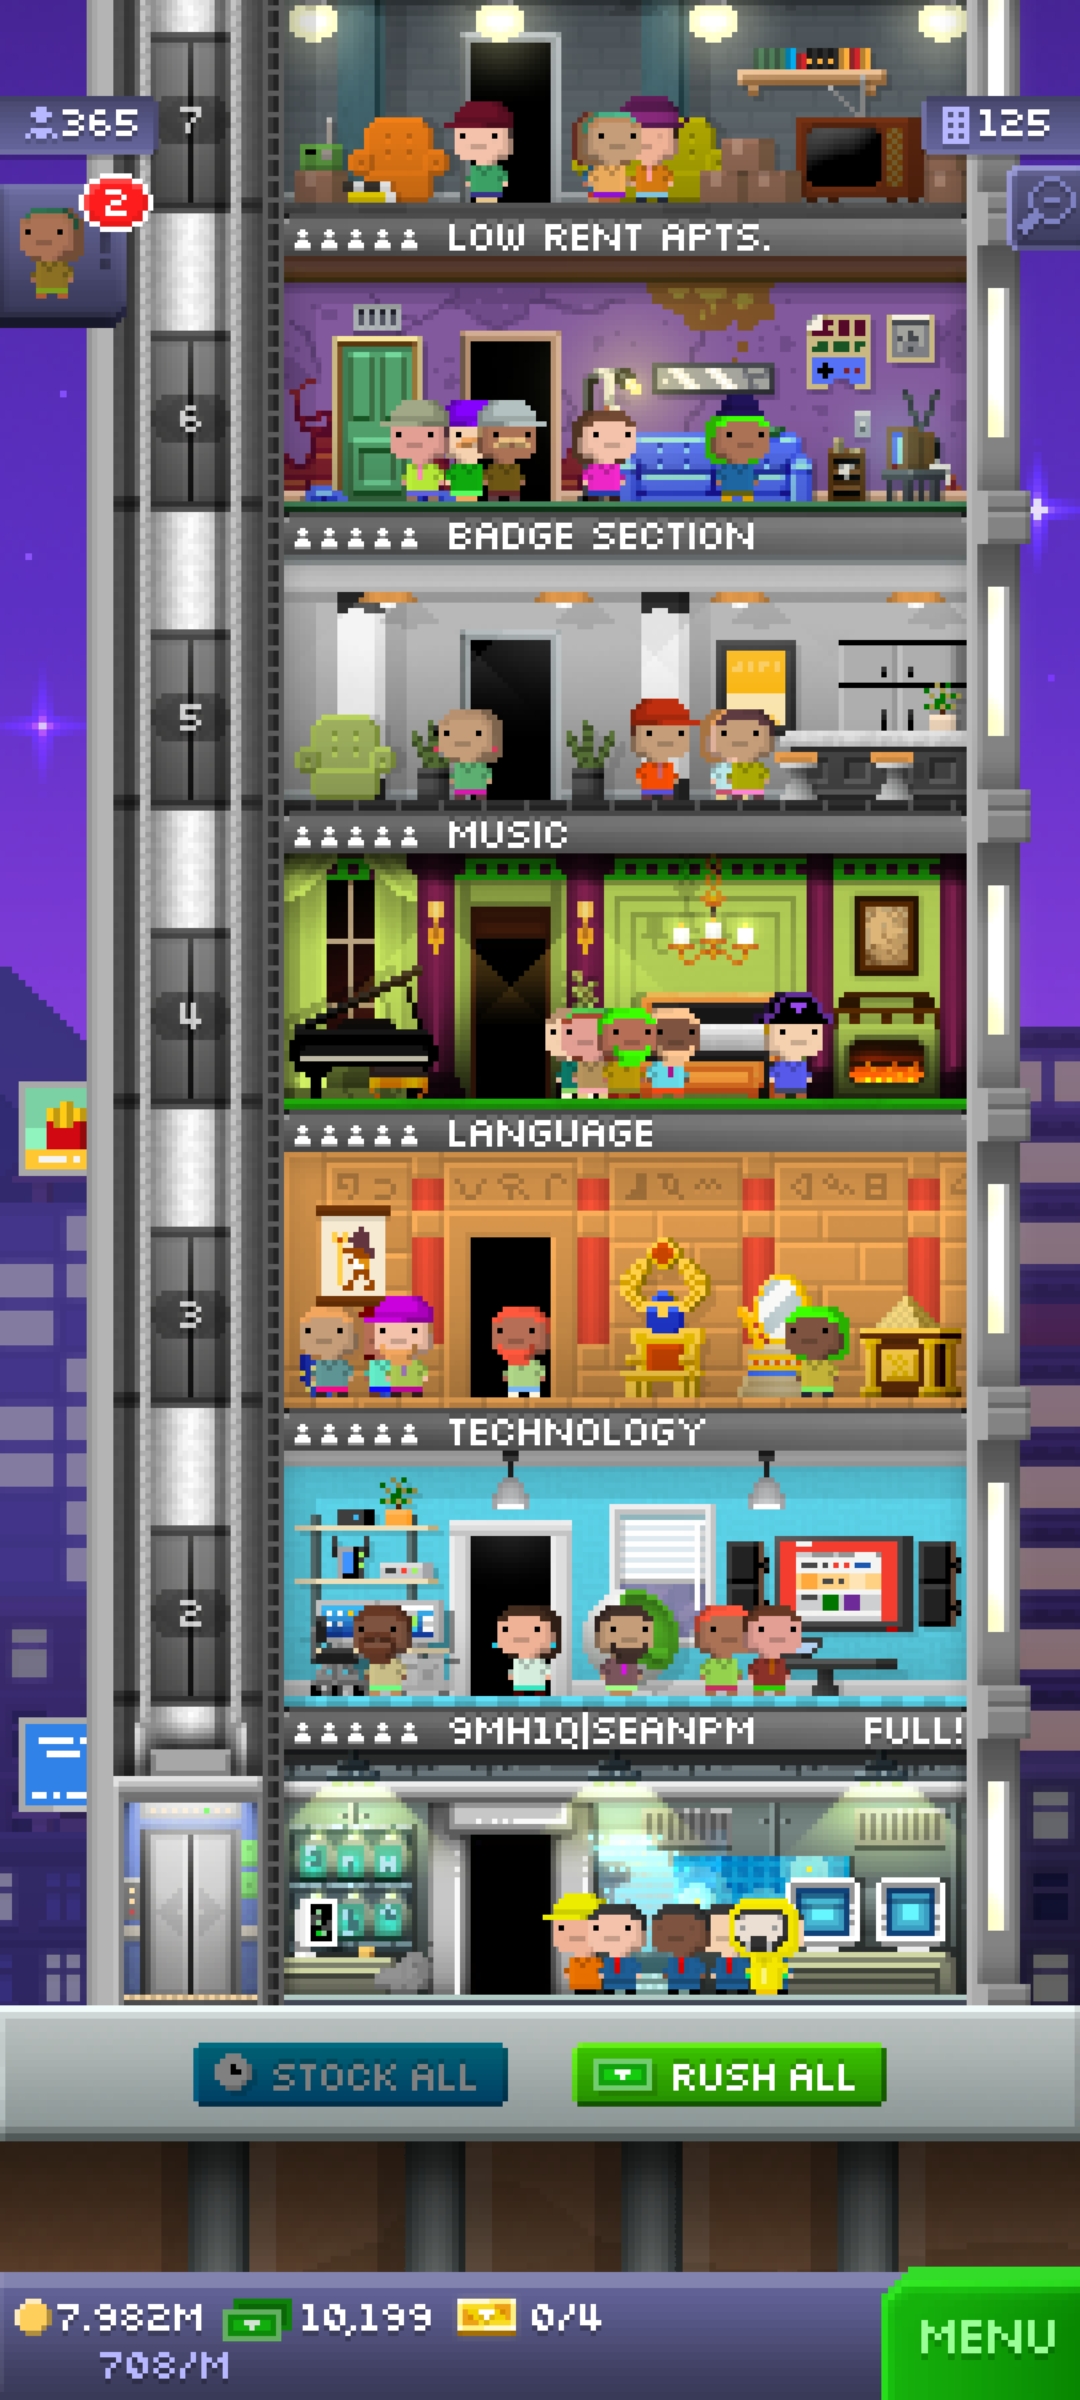 365
7
125
2
LOW RENT APTS.
6
BADGE SECTION
5
MUSIC
4
LANGUAGE
3
TECHNOLOGY
2
9MH1Q|SEANPM FULL!
STOCK ALL
RUSH ALL
7.982M 10,199 0/4
708/M
MENU